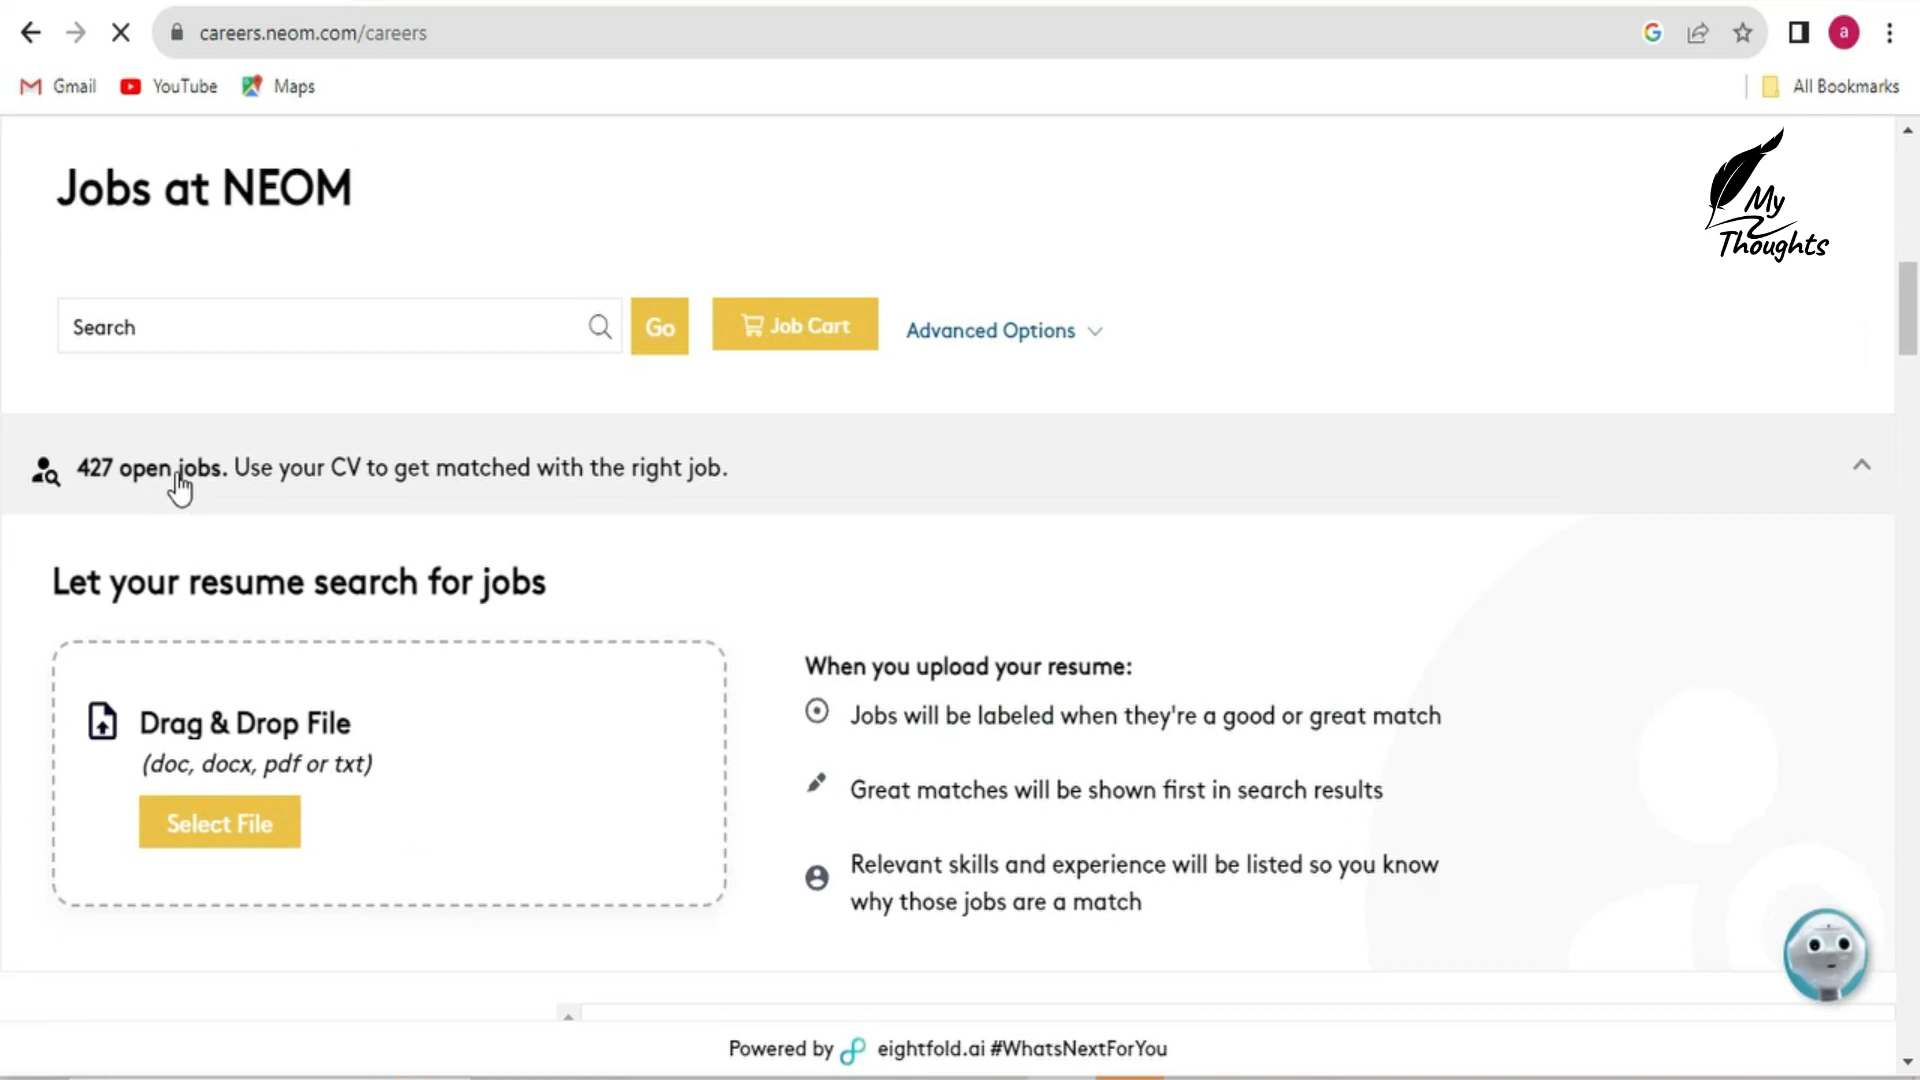 careers.neom.com/careers
a
Gmail YouTube Maps All Bookmarks
Jobs at NEOM
My
Thoughts
Search Go Job Cart Advanced Options
427 open jobs. Use your CV to get matched with the right job.
Let your resume search for jobs
Drag & Drop File
(doc, docx, pdf or txt)
Select File
When you upload your resume:
Jobs will be labeled when they're a good or great match
Great matches will be shown first in search results
Relevant skills and experience will be listed so you know
why those jobs are a match
Powered by eightfold.ai #WhatsNextForYou